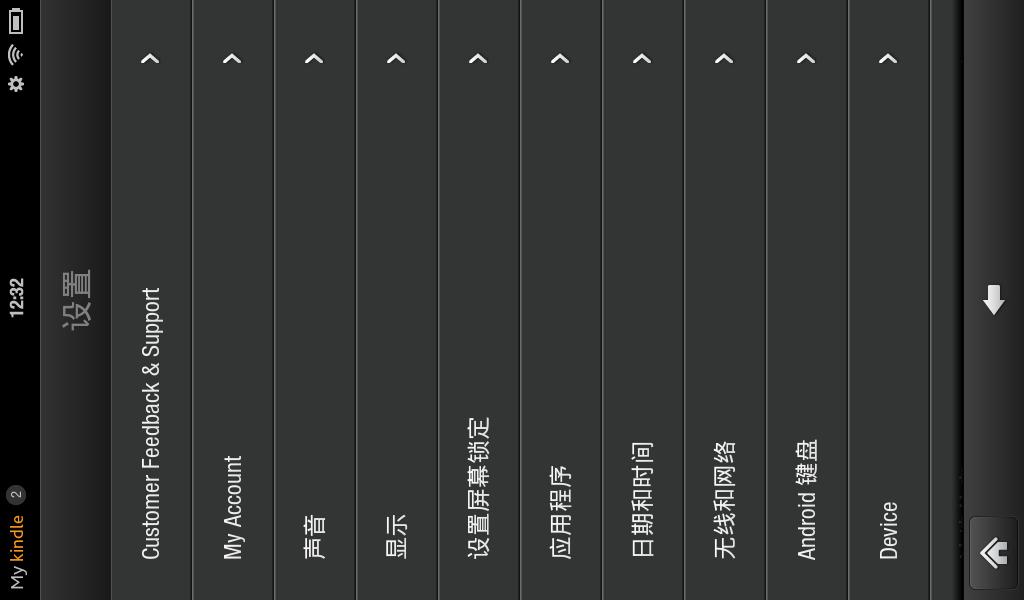 My kindle 2 12:32
设置
Customer Feedback & Support
My Account
声音
显示
设置屏幕锁定
应用程序
日期和时间
无线和网络
Android 键盘
Device